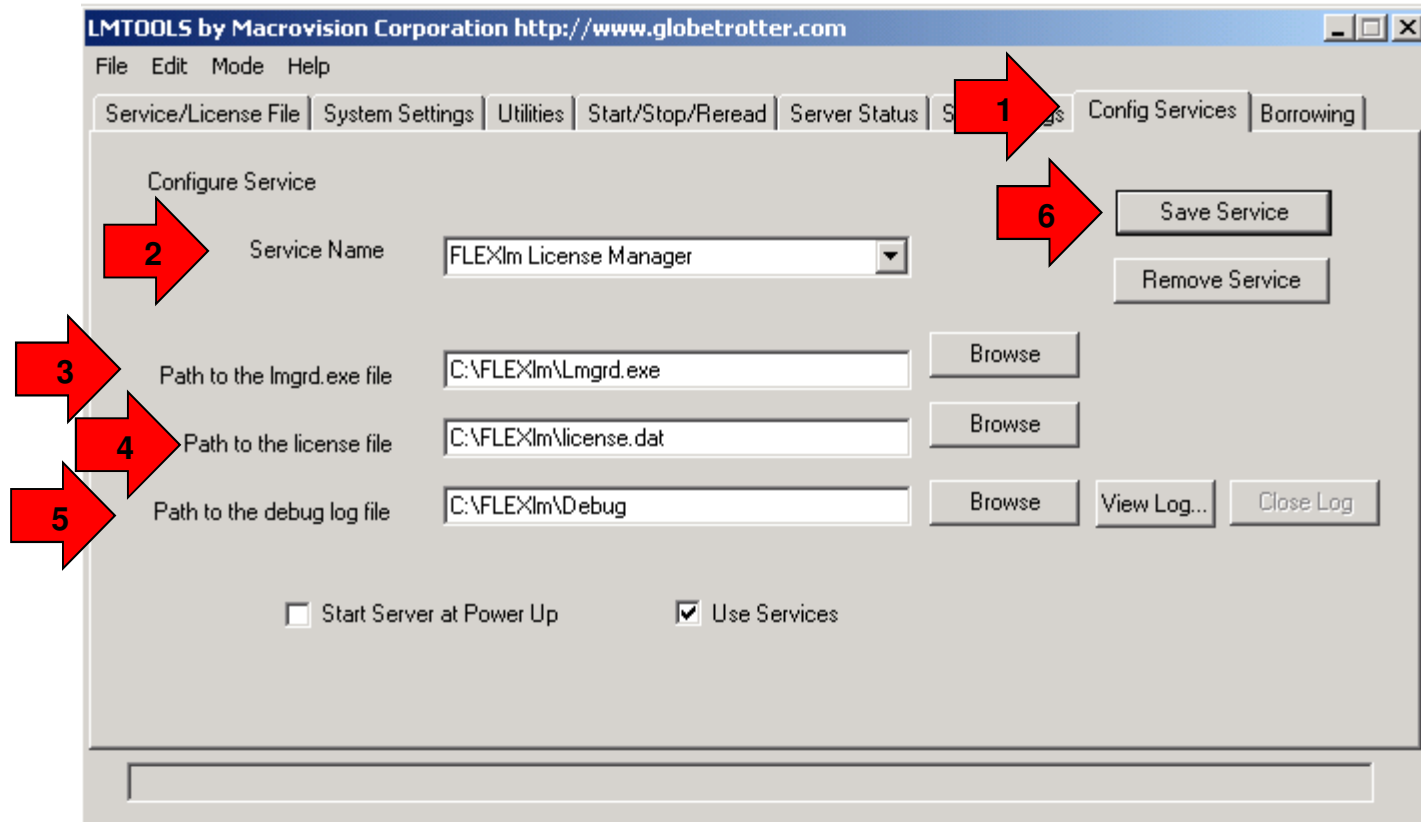 LMTOOLS by Macrovision Corporation http://www.globetrotter.com
File Edit Mode Help
Service/License File System Settings Utilities Start/Stop/Reread Server Status 1 Config Services Borrowing
Configure Service
6 Save Service
2 Service Name FLEXlm License Manager
Remove Service
3 Path to the lmgrd.exe file C:\FLEXlm\Lmgrd.exe Browse
4 Path to the license file C:\FLEXlm\license.dat Browse
5 Path to the debug log file C:\FLEXlm\Debug Browse View Log... Close Log
Start Server at Power Up Use Services